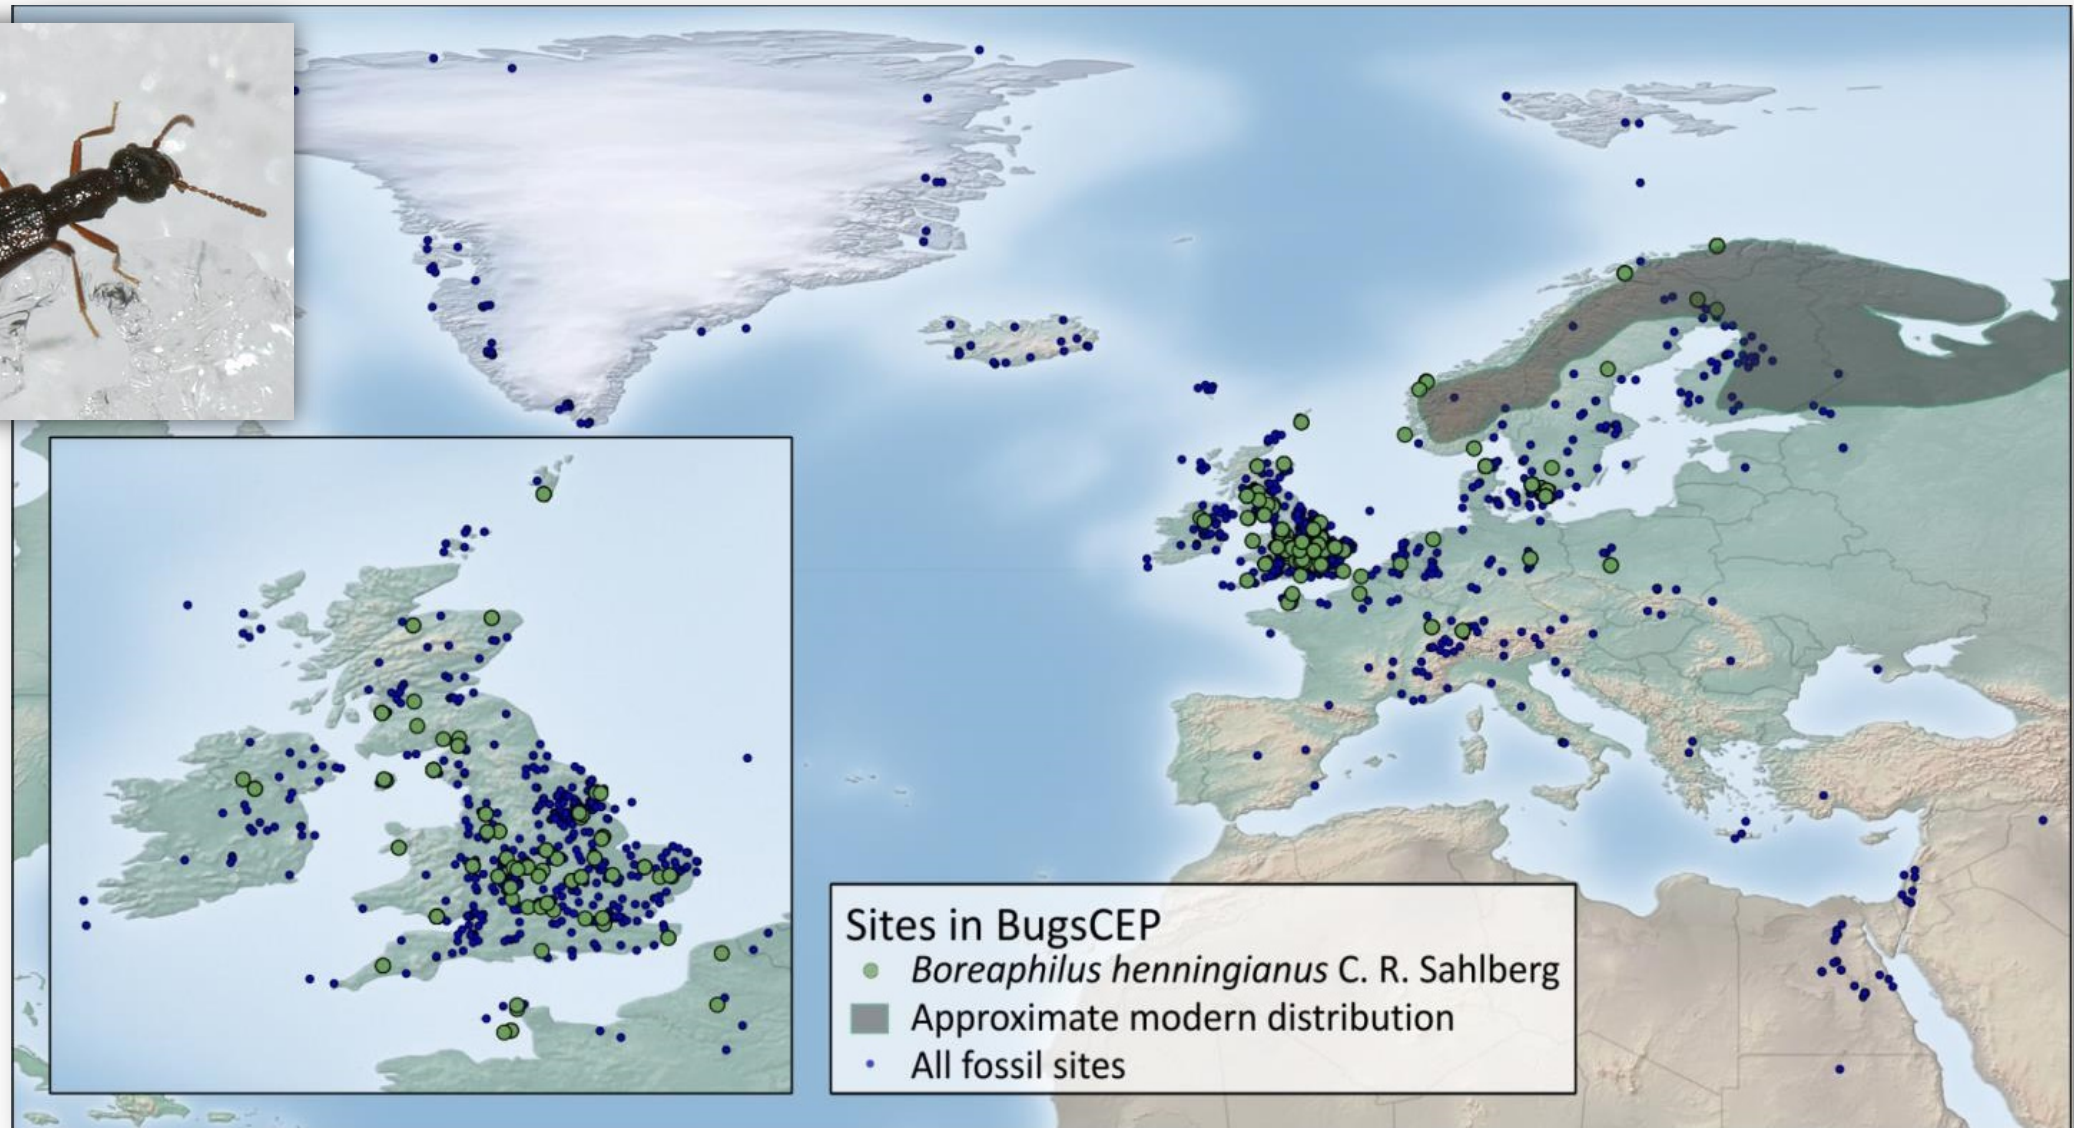 Sites in BugsCEP
Boreaphilus henningianus C. R. Sahlberg
Approximate modern distribution
All fossil sites